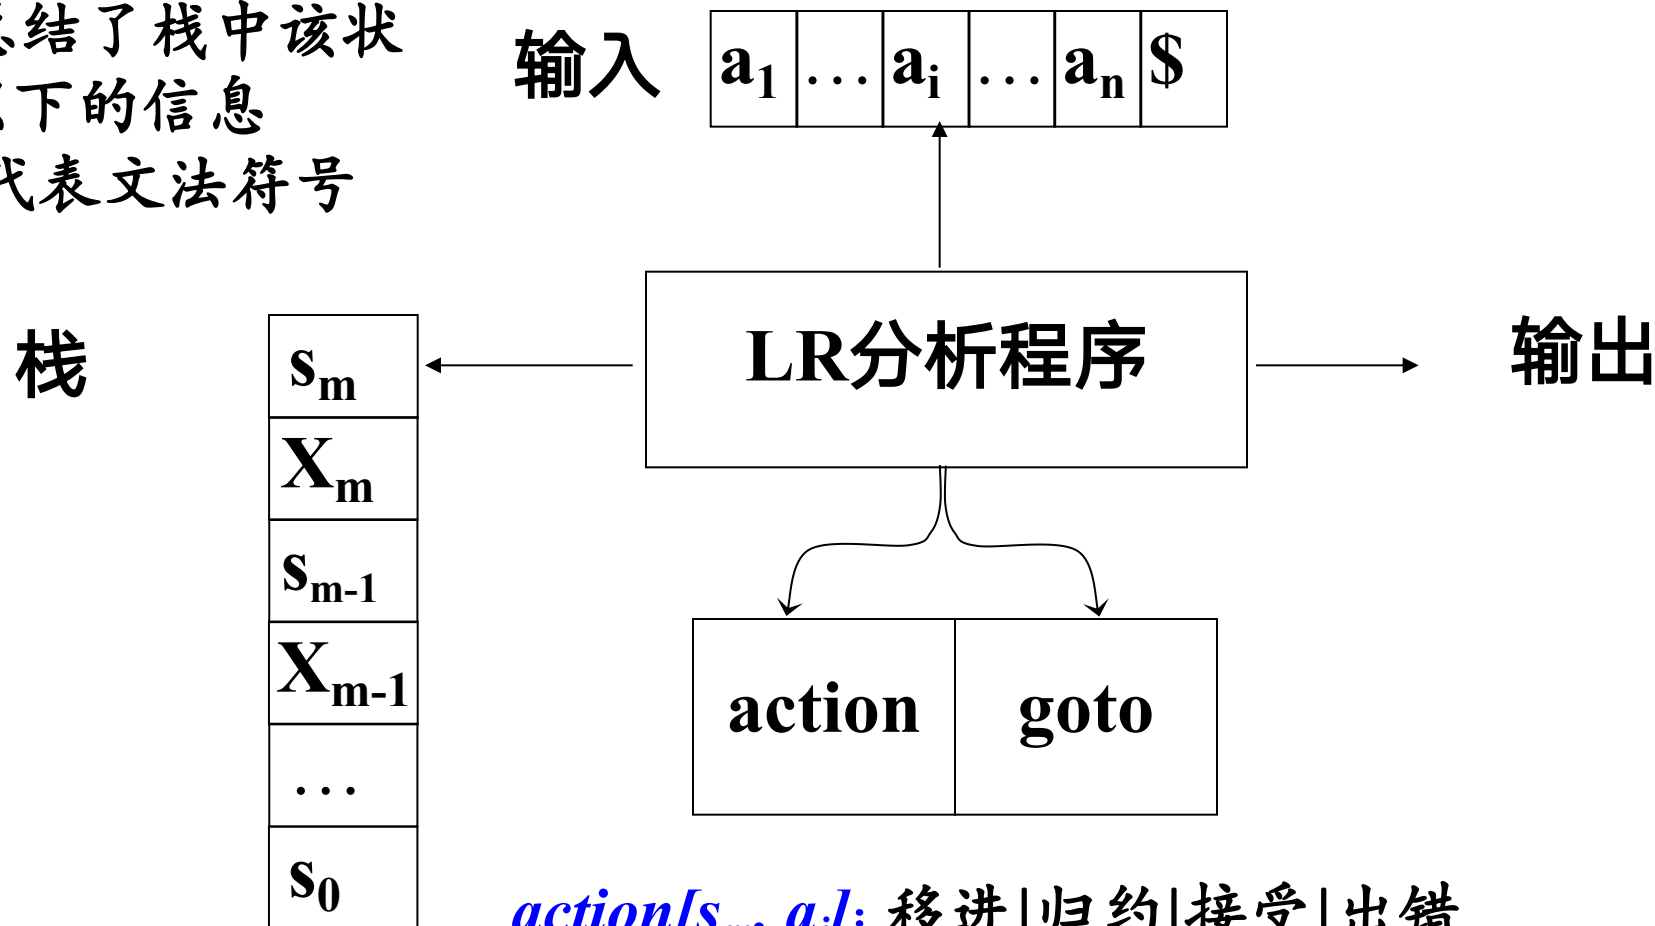 结了栈中该状
下的信息
代表文法符号
输入 a1 … ai … an $
栈
LR分析程序
输出
sm
Xm
sm-1
Xm-1
…
s0
action goto
action[sm, ai]: 移进|归约|接受|出错